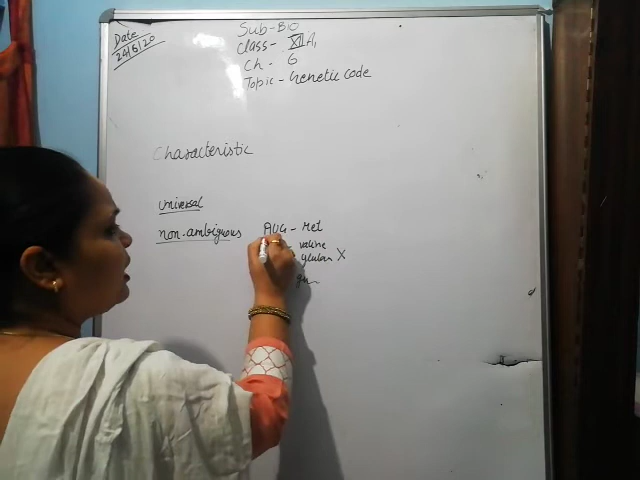 Date
24/6/20
Sub-BIO
Class- XII A1
Ch - 6
Topic - Genetic code
Characteristic
universal
non-ambiguous AUG - Met
- valine
X